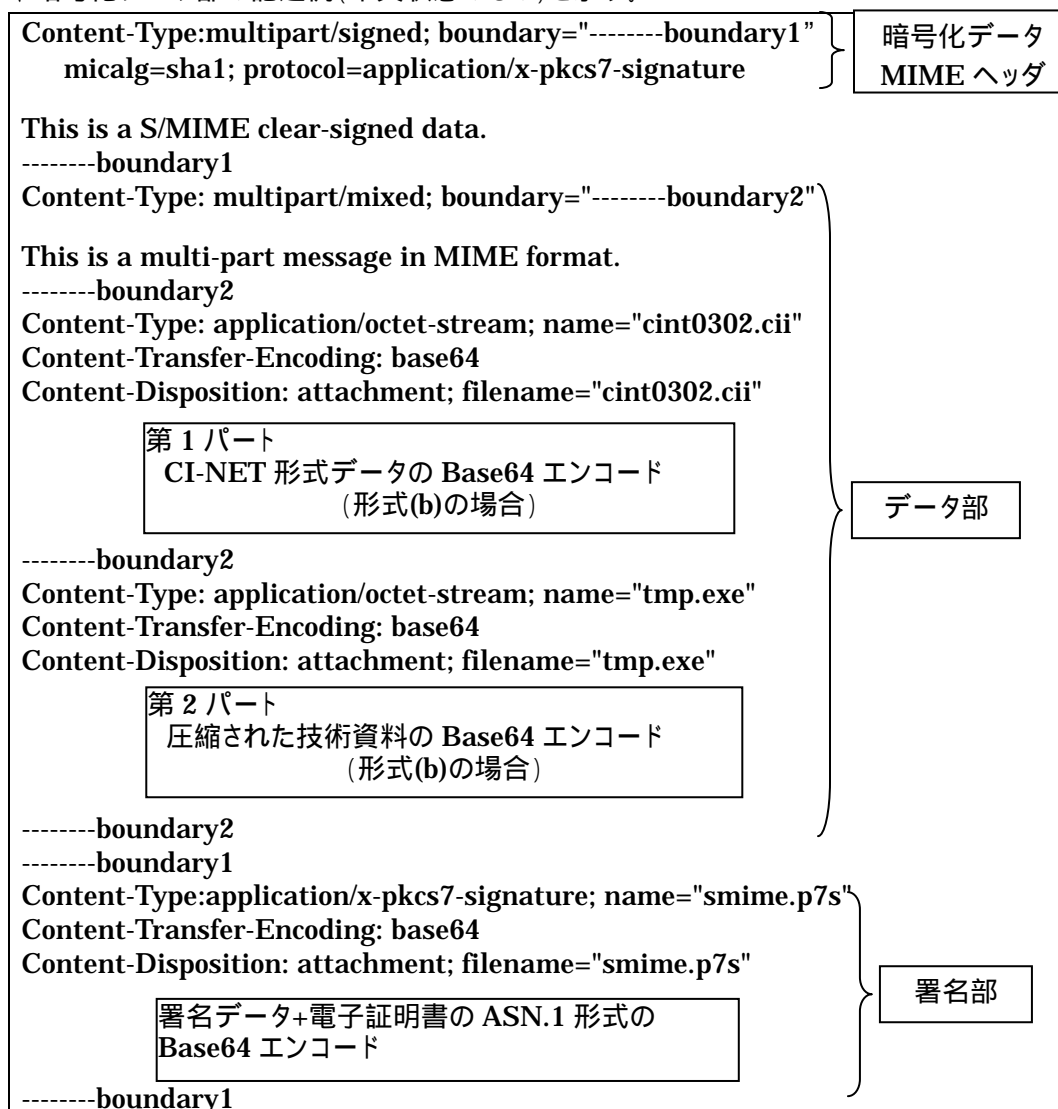 Content-Type:multipart/signed; boundary="--------boundary1”
micalg=sha1; protocol=application/x-pkcs7-signature
暗号化データ
MIME ヘッダ
This is a S/MIME clear-signed data.
--------boundary1
Content-Type: multipart/mixed; boundary="--------boundary2"
This is a multi-part message in MIME format.
--------boundary2
Content-Type: application/octet-stream; name="cint0302.cii"
Content-Transfer-Encoding: base64
Content-Disposition: attachment; filename="cint0302.cii"
第 1 パート
CI-NET 形式データの Base64 エンコード
(形式(b)の場合)
データ部
--------boundary2
Content-Type: application/octet-stream; name="tmp.exe"
Content-Transfer-Encoding: base64
Content-Disposition: attachment; filename="tmp.exe"
第 2 パート
圧縮された技術資料の Base64 エンコード
(形式(b)の場合)
--------boundary2
--------boundary1
Content-Type:application/x-pkcs7-signature; name="smime.p7s"
Content-Transfer-Encoding: base64
Content-Disposition: attachment; filename="smime.p7s"
署名部
署名データ+電子証明書の ASN.1 形式の
Base64 エンコード
--------boundary1